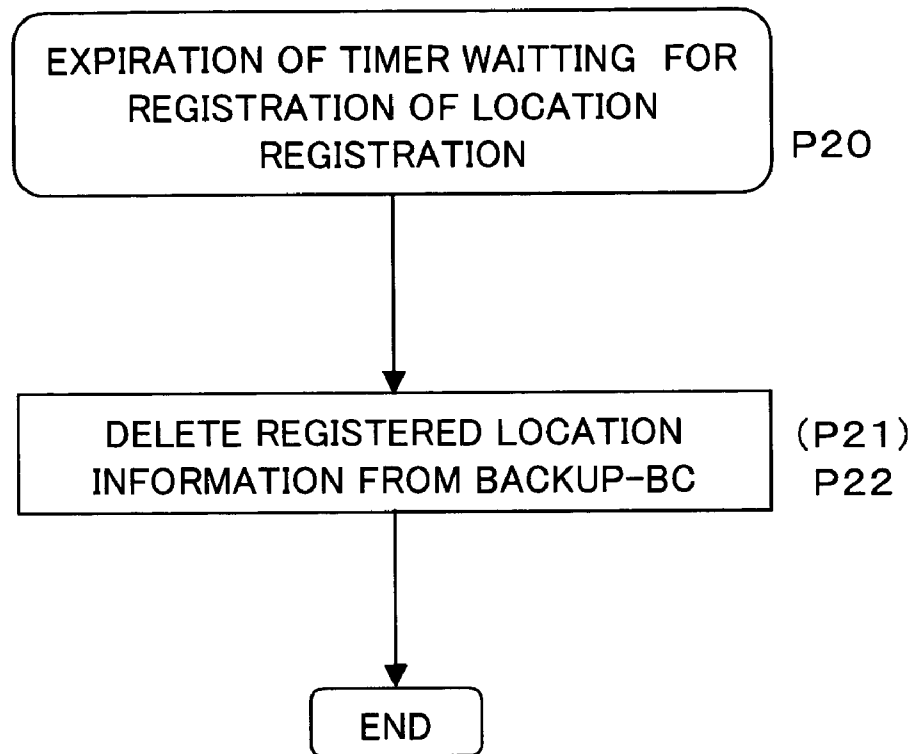 EXPIRATION OF TIMER WAITTING FOR
REGISTRATION OF LOCATION
REGISTRATION
P20
DELETE REGISTERED LOCATION
INFORMATION FROM BACKUP-BC
(P21)
P22
END